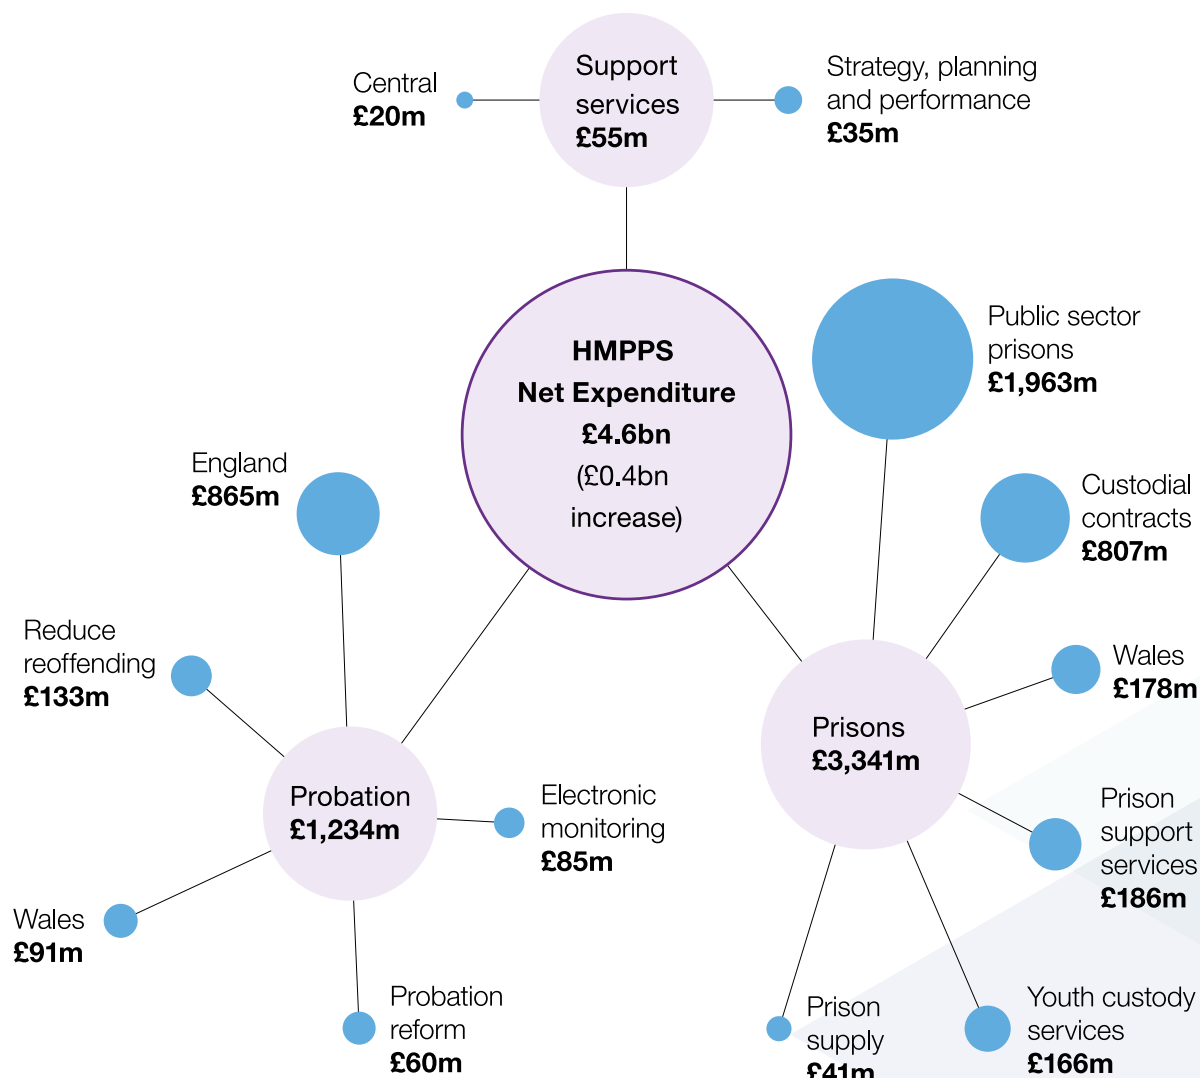 Support
services
£55m
Central
£20m
Strategy, planning
and performance
£35m
HMPPS
Net Expenditure
£4.6bn
(£0.4bn
increase)
Public sector
prisons
£1,963m
Custodial
contracts
£807m
Wales
£178m
Prisons
£3,341m
Prison
support
services
£186m
Youth custody
services
£166m
Prison
supply
£41m
England
£865m
Reduce
reoffending
£133m
Probation
£1,234m
Electronic
monitoring
£85m
Wales
£91m
Probation
reform
£60m